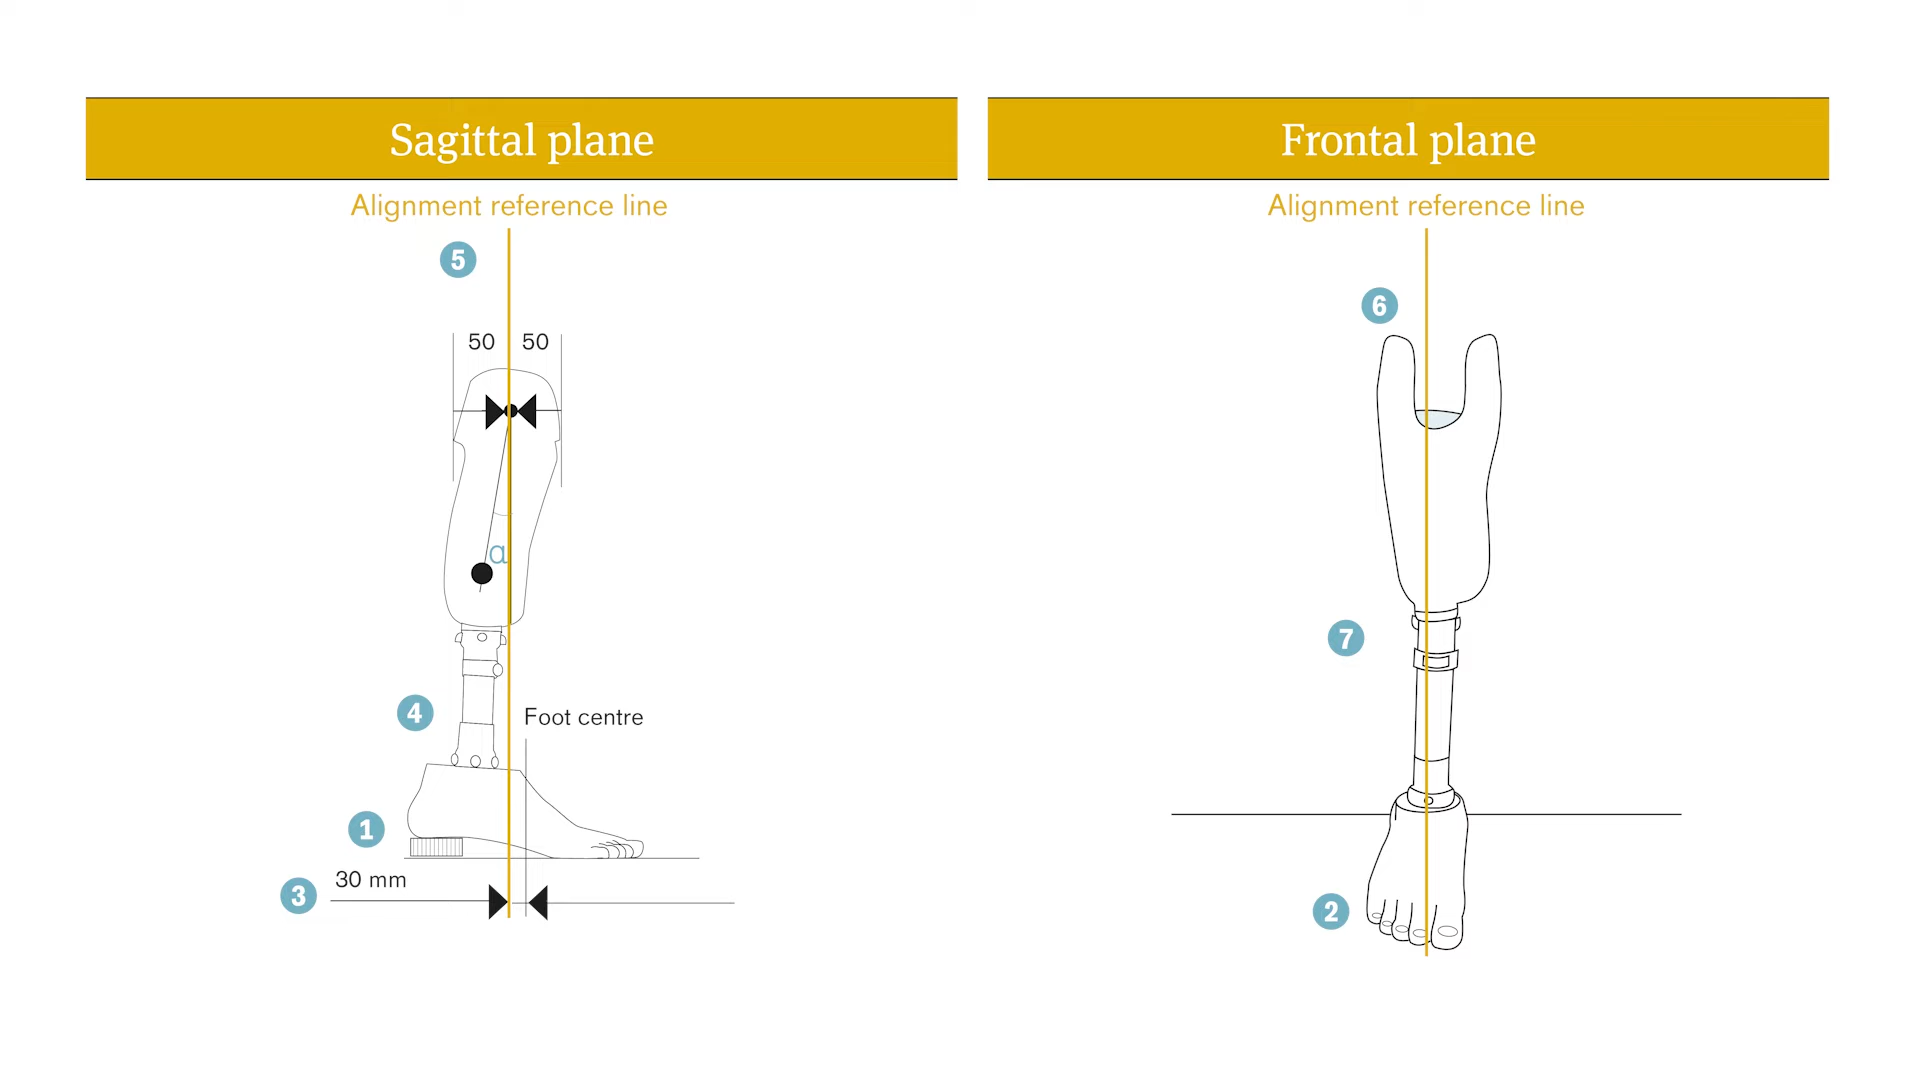 Sagittal plane
Alignment reference line
5
50 50
α
4
Foot centre
1
30 mm
3
Frontal plane
Alignment reference line
6
7
2